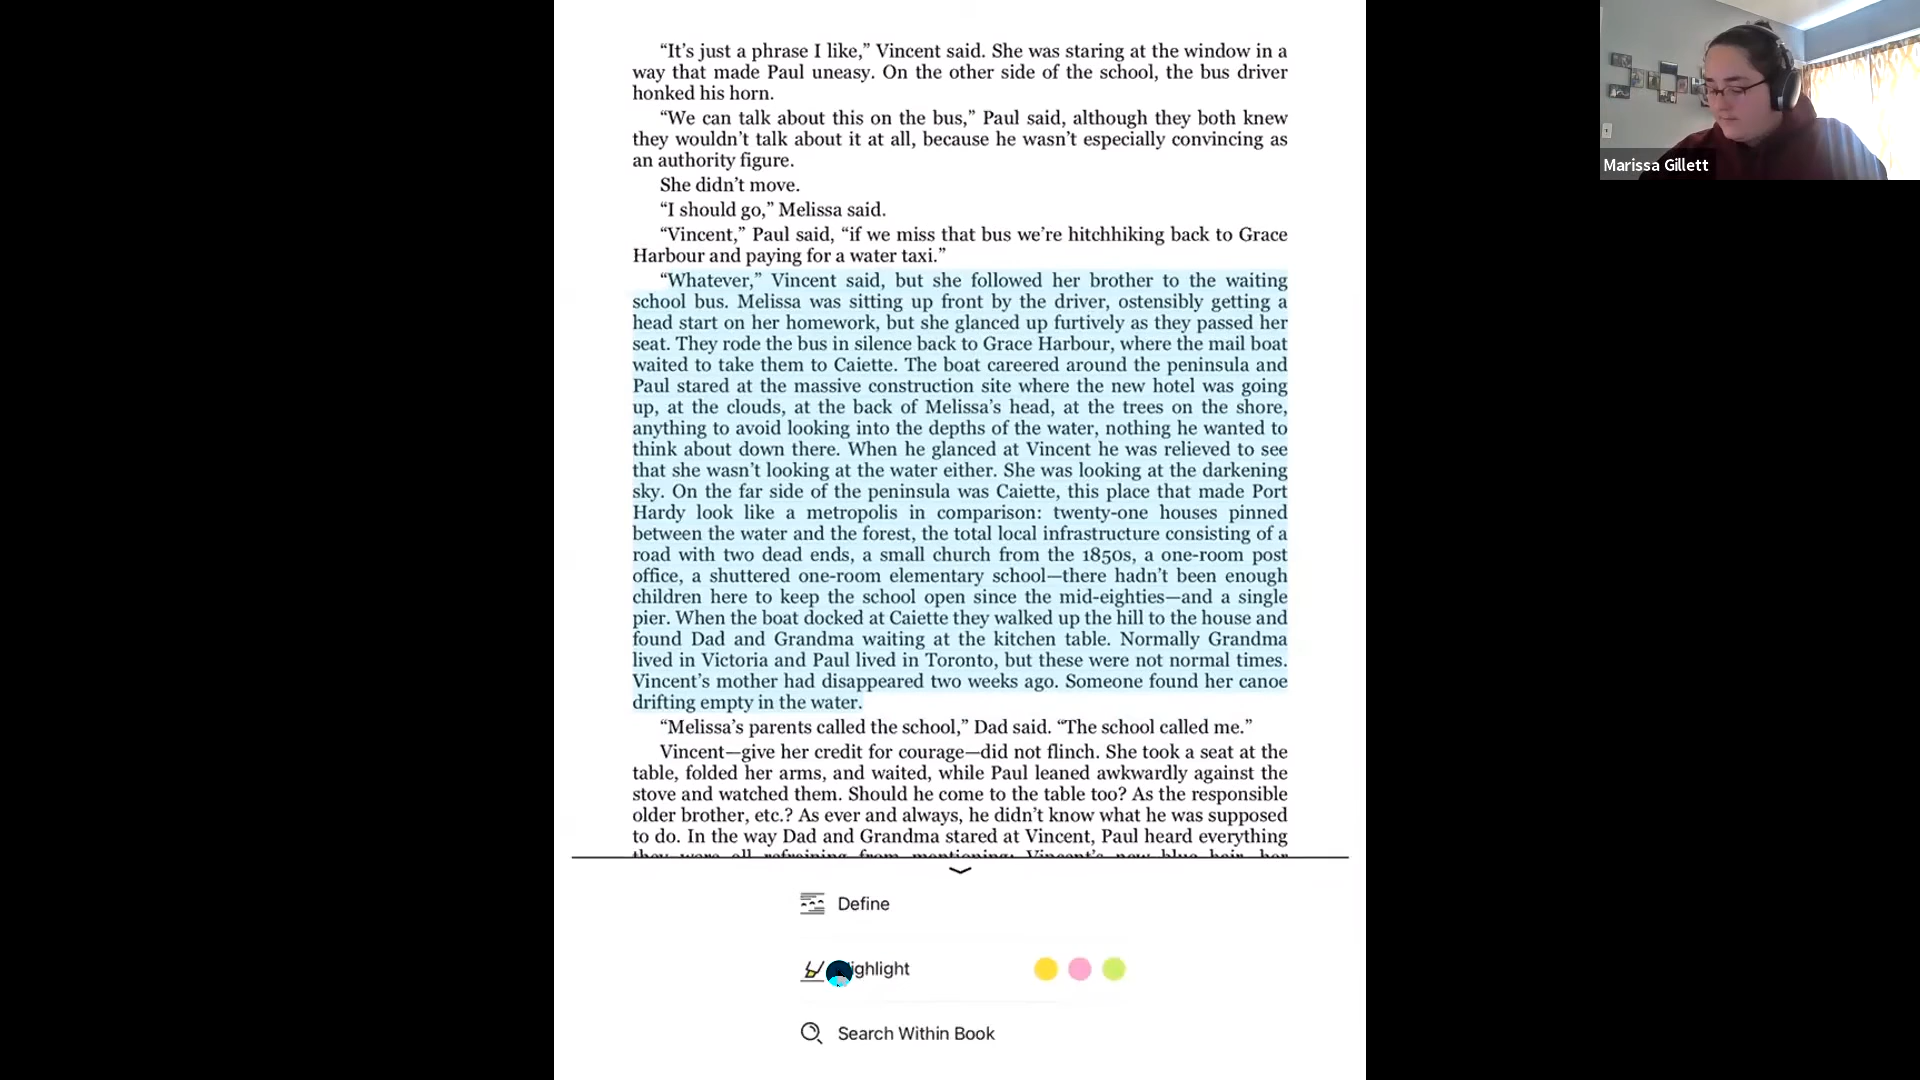 “It’s just a phrase I like,” Vincent said. She was staring at the window in a
way that made Paul uneasy. On the other side of the school, the bus driver
honked his horn.
“We can talk about this on the bus,” Paul said, although they both knew
they wouldn’t talk about it at all, because he wasn’t especially convincing as
an authority figure.
She didn’t move.
“I should go,” Melissa said.
“Vincent,” Paul said, “if we miss that bus we’re hitchhiking back to Grace
Harbour and paying for a water taxi.”
“Whatever,” Vincent said, but she followed her brother to the waiting
school bus. Melissa was sitting up front by the driver, ostensibly getting a
head start on her homework, but she glanced up furtively as they passed her
seat. They rode the bus in silence back to Grace Harbour, where the mail boat
waited to take them to Caiette. The boat careered around the peninsula and
Paul stared at the massive construction site where the new hotel was going
up, at the clouds, at the back of Melissa’s head, at the trees on the shore,
anything to avoid looking into the depths of the water, nothing he wanted to
think about down there. When he glanced at Vincent he was relieved to see
that she wasn’t looking at the water either. She was looking at the darkening
sky. On the far side of the peninsula was Caiette, this place that made Port
Hardy look like a metropolis in comparison: twenty-one houses pinned
between the water and the forest, the total local infrastructure consisting of a
road with two dead ends, a small church from the 1850s, a one-room post
office, a shuttered one-room elementary school—there hadn’t been enough
children here to keep the school open since the mid-eighties—and a single
pier. When the boat docked at Caiette they walked up the hill to the house and
found Dad and Grandma waiting at the kitchen table. Normally Grandma
lived in Victoria and Paul lived in Toronto, but these were not normal times.
Vincent’s mother had disappeared two weeks ago. Someone found her canoe
drifting empty in the water.
“Melissa’s parents called the school,” Dad said. “The school called me.”
Vincent—give her credit for courage—did not flinch. She took a seat at the
table, folded her arms, and waited, while Paul leaned awkwardly against the
stove and watched them. Should he come to the table too? As the responsible
older brother, etc.? As ever and always, he didn’t know what he was supposed
to do. In the way Dad and Grandma stared at Vincent, Paul heard everything
they were all refraining from mentioning: Vincent’s new blue hair, her
Define
ighlight
Search Within Book
Marissa Gillett